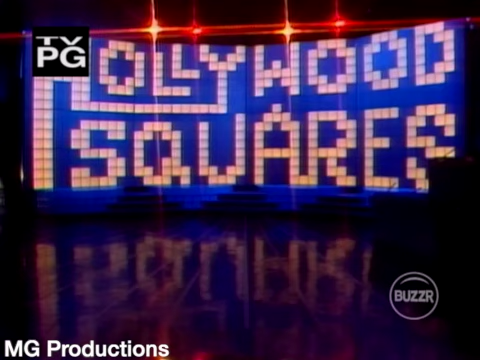 TV
PG
HOLLYWOOD
SQUARES
BUZZR
MG Productions